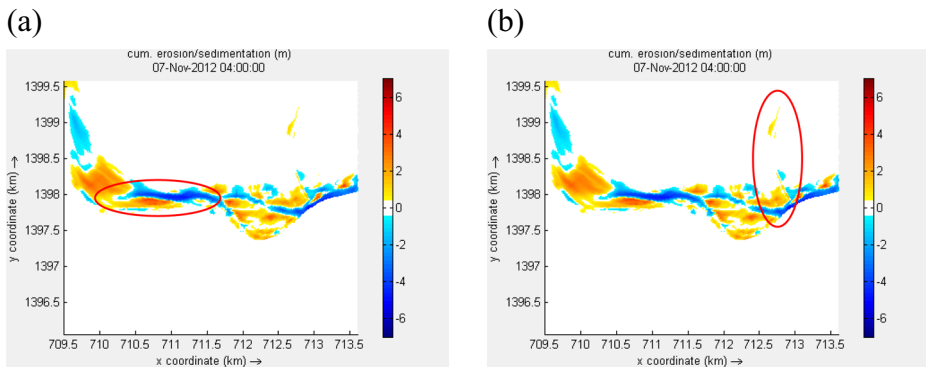 (a)
(b)
cum. erosion/sedimentation (m)
07-Nov-2012 04:00:00
1399.5
1399
1398.5
1398
1397.5
1397
1396.5
y coordinate (km) →
709.5 710 710.5 711 711.5 712 712.5 713 713.5
x coordinate (km) →
6
4
2
0
-2
-4
-6
cum. erosion/sedimentation (m)
07-Nov-2012 04:00:00
1399.5
1399
1398.5
1398
1397.5
1397
1396.5
y coordinate (km) →
709.5 710 710.5 711 711.5 712 712.5 713 713.5
x coordinate (km) →
6
4
2
0
-2
-4
-6